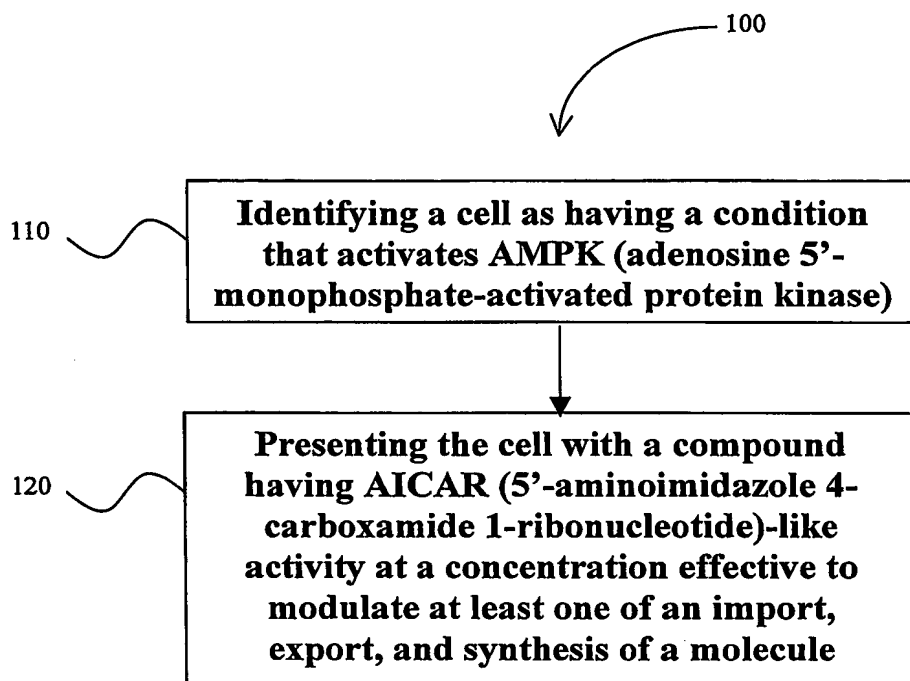 100
110
Identifying a cell as having a condition
that activates AMPK (adenosine 5’-
monophosphate-activated protein kinase)
120
Presenting the cell with a compound
having AICAR (5’-aminoimidazole 4-
carboxamide 1-ribonucleotide)-like
activity at a concentration effective to
modulate at least one of an import,
export, and synthesis of a molecule